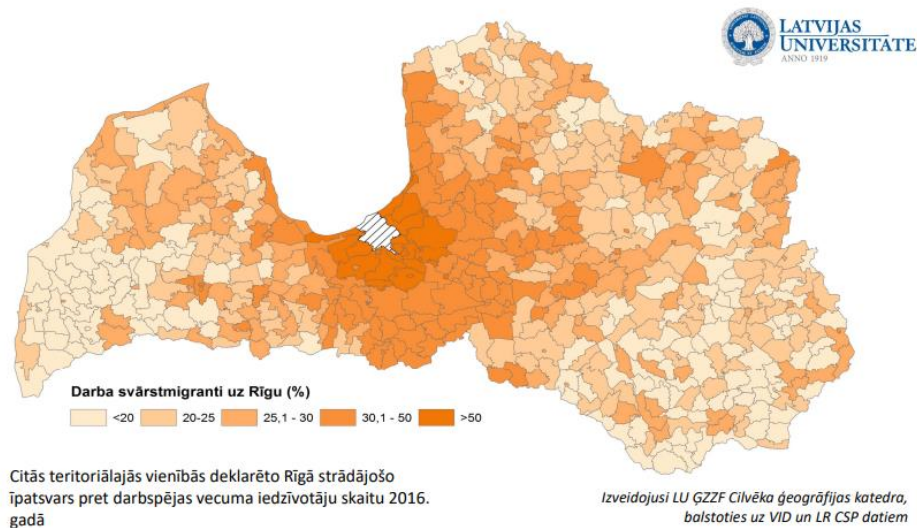 LATVIJAS
UNIVERSITATE
ANNO 1919
Darba svārstmigranti uz Rīgu (%)
<20 20-25 25,1 - 30 30,1 - 50 >50
Citās teritoriālajās vienībās deklarēto Rīgā strādājošo
īpatsvars pret darbspējas vecuma iedzīvotāju skaitu 2016.
gadā
Izveidojusi LU ĢZZF Cilvēka ģeogrāfijas katedra,
balstoties uz VID un LR CSP datiem